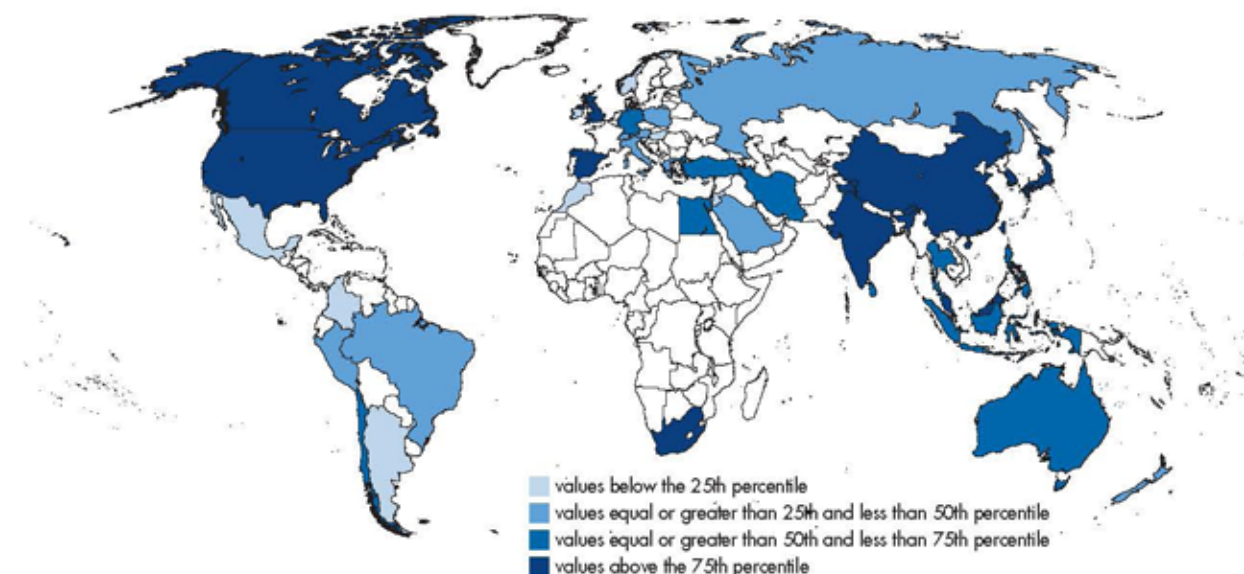 values below the 25th percentile
values equal or greater than 25th and less than 50th percentile
values equal or greater than 50th and less than 75th percentile
values above the 75th percentile